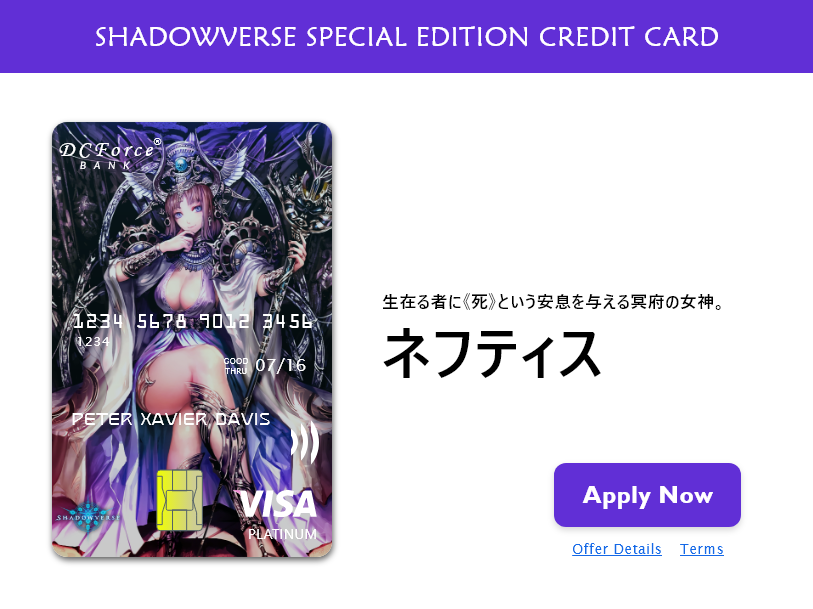 SHADOWVERSE SPECIAL EDITION CREDIT CARD
DCForce®
BANK
1234 5678 9012 3456
1234
GOOD
THRU 07/16
PETER XAVIER DAVIS
SHADOWVERSE
VISA
PLATINUM
生在る者に《死》という安息を与える冥府の女神。
ネフティス
Apply Now
Offer Details Terms